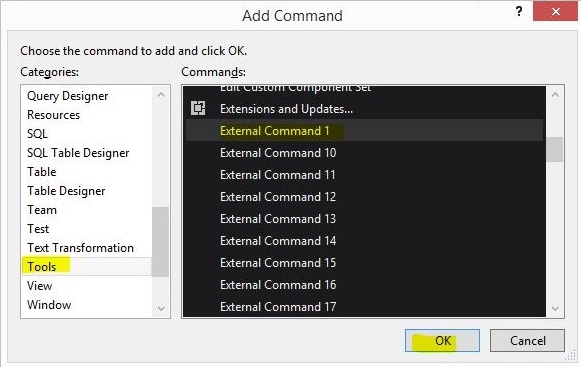 Add Command
?
Choose the command to add and click OK.
Categories:
Commands:
Query Designer
Resources
SQL
SQL Table Designer
Table
Table Designer
Team
Test
Text Transformation
Tools
View
Window
Edit Custom Component Set
Extensions and Updates...
External Command 1
External Command 10
External Command 11
External Command 12
External Command 13
External Command 14
External Command 15
External Command 16
External Command 17
OK
Cancel